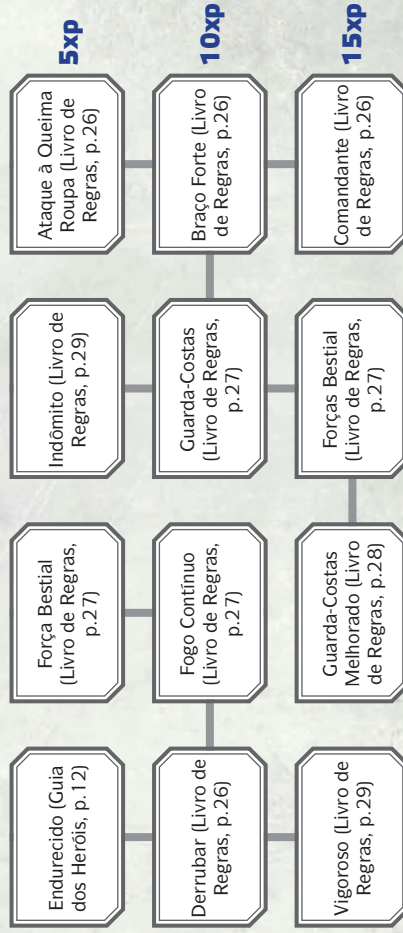 Endurecido (Guia
dos Heróis, p.12)
Força Bestial
(Livro de Regras,
p.27)
Indômito (Livro de
Regras, p.29)
Ataque à Queima
Roupa (Livro de
Regras, p.26)
5xp
Derrubar (Livro de
Regras, p.26)
Fogo Contínuo
(Livro de Regras,
p.27)
Guarda-Costas
(Livro de Regras,
p.27)
Braço Forte (Livro
de Regras, p.26)
10xp
Vigoroso (Livro de
Regras, p.29)
Guarda-Costas
Melhorado (Livro
de Regras, p.28)
Forças Bestial
(Livro de Regras,
p.27)
Comandante (Livro
de Regras, p.26)
15xp